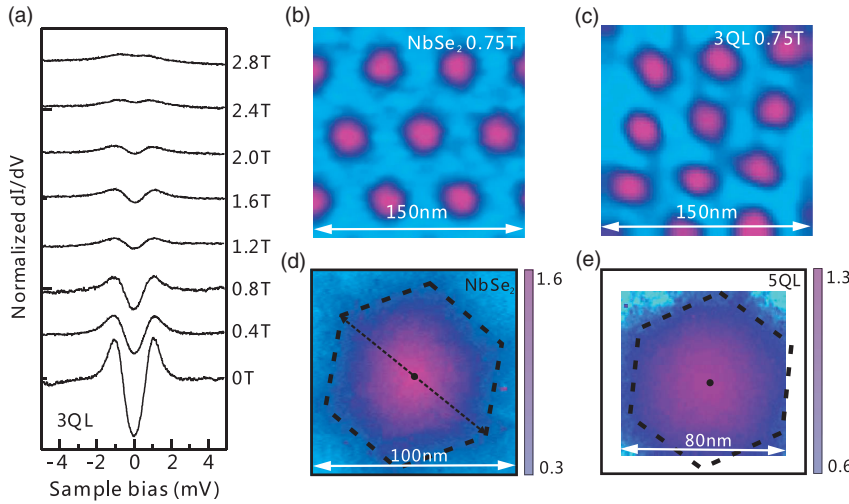 (a)
Normalized dI/dV
2.8T
2.4T
2.0T
1.6T
1.2T
0.8T
0.4T
0T
3QL
-4 -2 0 2 4
Sample bias (mV)
(b)
NbSe₂ 0.75T
150nm
(c)
3QL 0.75T
150nm
(d)
NbSe₂
100nm
1.6
0.3
(e)
5QL
80nm
1.3
0.6